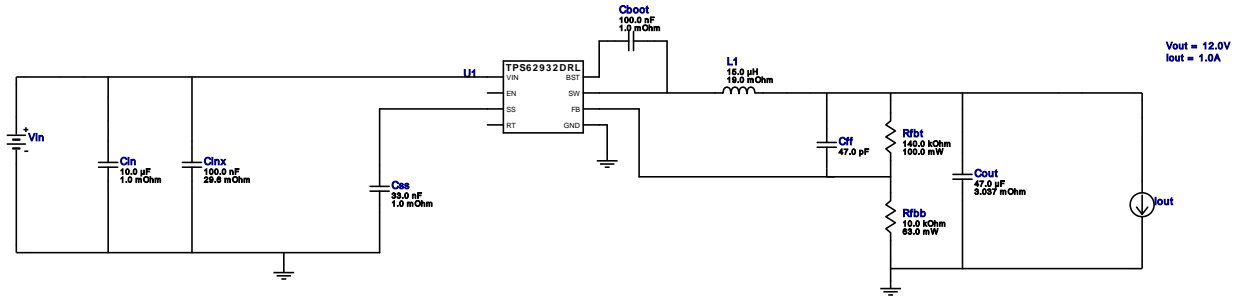 Cboot
100.0 nF
1.0 mOhm
Vout = 12.0V
Iout = 1.0A
U1
TPS62932DRL
VIN
BST
EN
SW
SS
FB
RT
GND
L1
15.0 µH
19.0 mOhm
+
-
Vin
Cin
10.0 µF
1.0 mOhm
Cinx
100.0 nF
29.6 mOhm
Css
33.0 nF
1.0 mOhm
Cff
47.0 pF
Rfbt
140.0 kOhm
100.0 mW
Cout
47.0 µF
3.037 mOhm
Rfbb
10.0 kOhm
63.0 mW
Iout